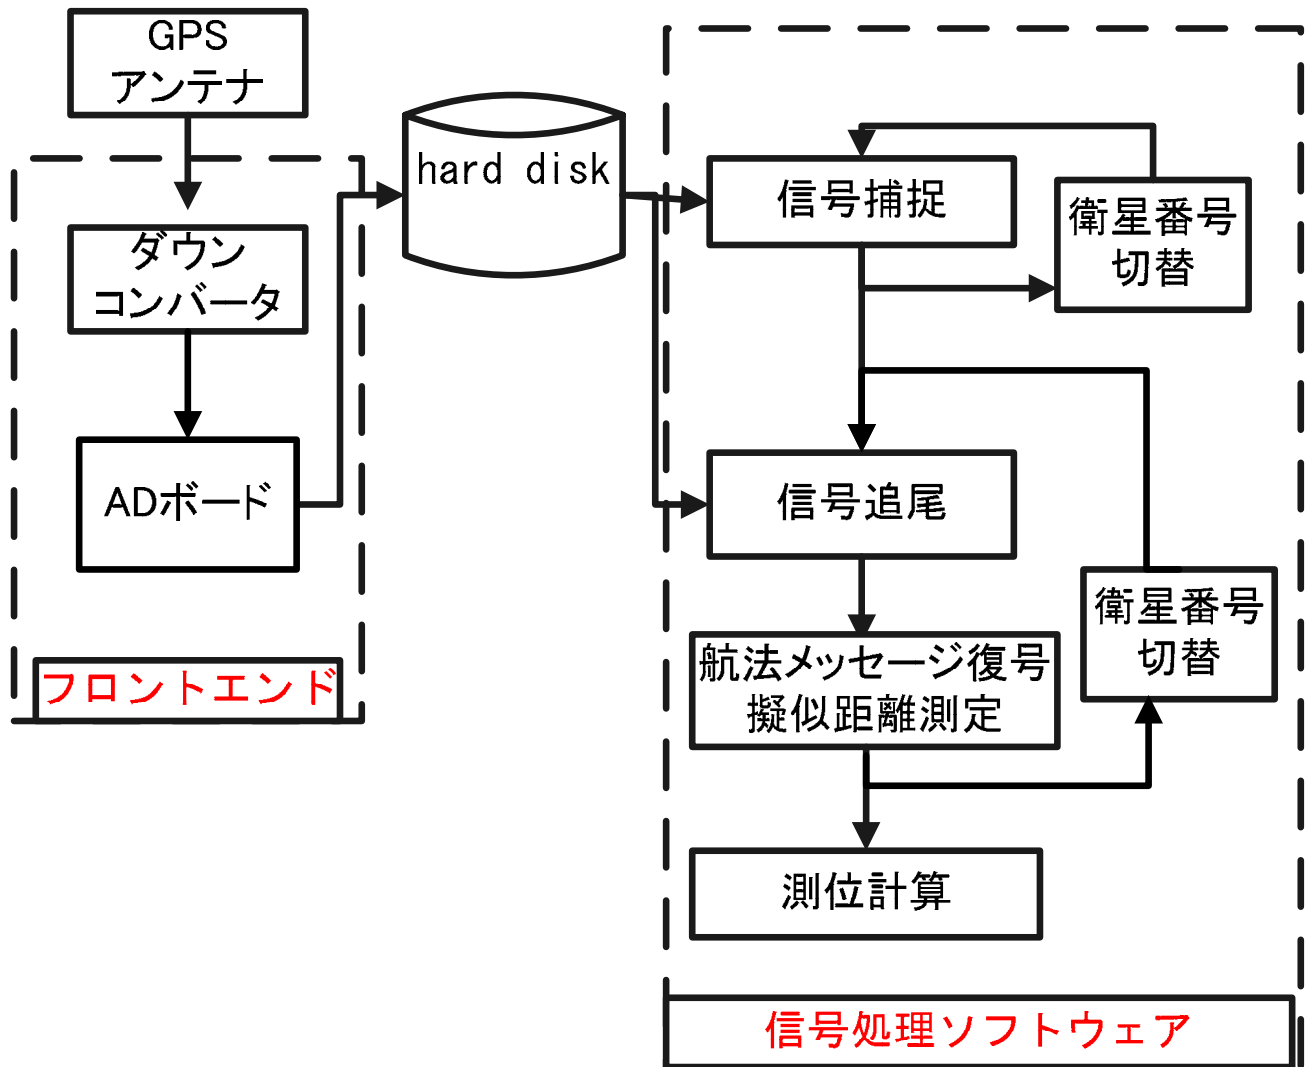 GPS
アンテナ
ダウン
コンバータ
ADボード
フロントエンド
hard disk
信号捕捉
衛星番号
切替
信号追尾
衛星番号
切替
航法メッセージ復号
擬似距離測定
測位計算
信号処理ソフトウェア